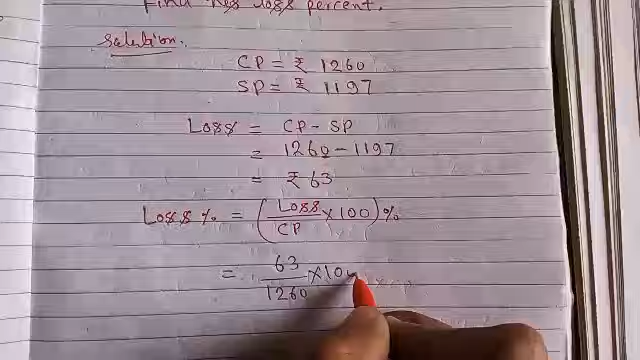 Find her loss percent.
Solution:
CP = ₹ 1260
SP = ₹ 1197
Loss = CP - SP
= 1260 - 1197
= ₹ 63
Loss % = (Loss/CP × 100) %
= 63/1260 × 100